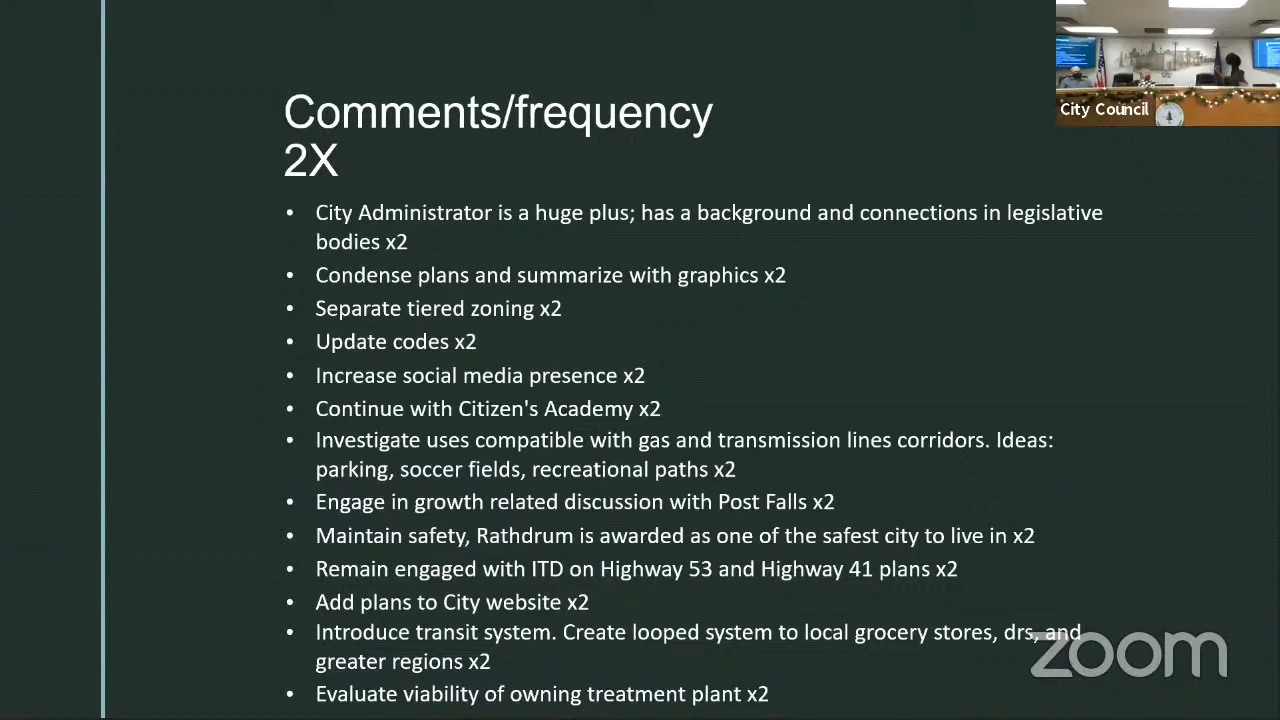 City Council
Comments/frequency
2X
• City Administrator is a huge plus; has a background and connections in legislative
bodies x2
• Condense plans and summarize with graphics x2
• Separate tiered zoning x2
• Update codes x2
• Increase social media presence x2
• Continue with Citizen's Academy x2
• Investigate uses compatible with gas and transmission lines corridors. Ideas:
parking, soccer fields, recreational paths x2
• Engage in growth related discussion with Post Falls x2
• Maintain safety, Rathdrum is awarded as one of the safest city to live in x2
• Remain engaged with ITD on Highway 53 and Highway 41 plans x2
• Add plans to City website x2
• Introduce transit system. Create looped system to local grocery stores, drs, and
greater regions x2
• Evaluate viability of owning treatment plant x2
zoom